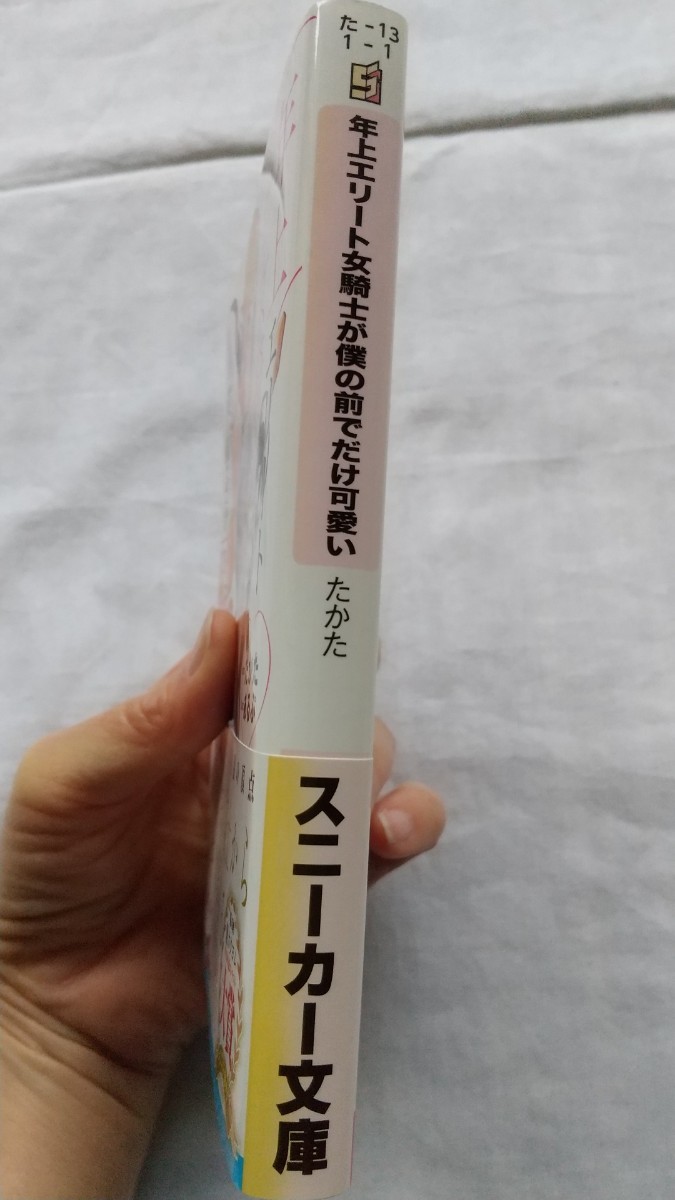 た-13
1-1
年上エリート女騎士が僕の前でだけ可愛い
たかた
スニーカー文庫